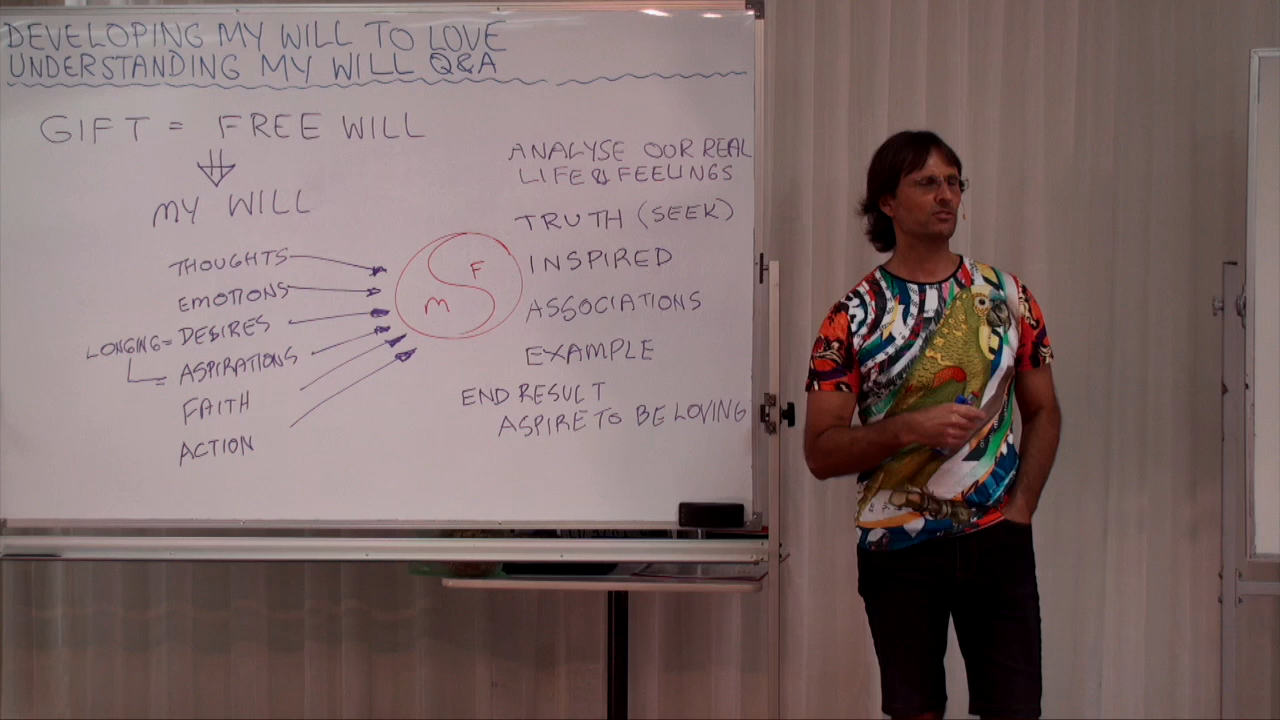 DEVELOPING MY WILL TO LOVE
UNDERSTANDING MY WILL Q&A
GIFT = FREE WILL
MY WILL
THOUGHTS
EMOTIONS
LONGING = DESIRES
= ASPIRATIONS
FAITH
ACTION
F
M
ANALYSE OUR REAL
LIFE & FEELINGS
TRUTH (SEEK)
INSPIRED
ASSOCIATIONS
EXAMPLE
END RESULT
ASPIRE TO BE LOVING